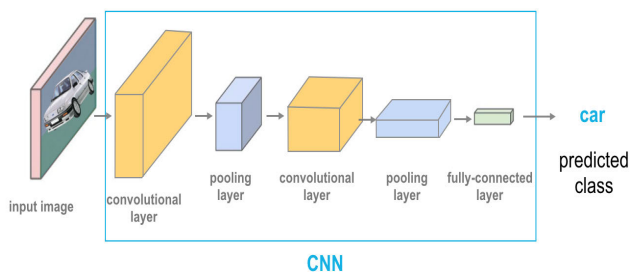 car
predicted
class
input image
convolutional
layer
pooling
layer
convolutional
layer
pooling
layer
fully-connected
layer
CNN